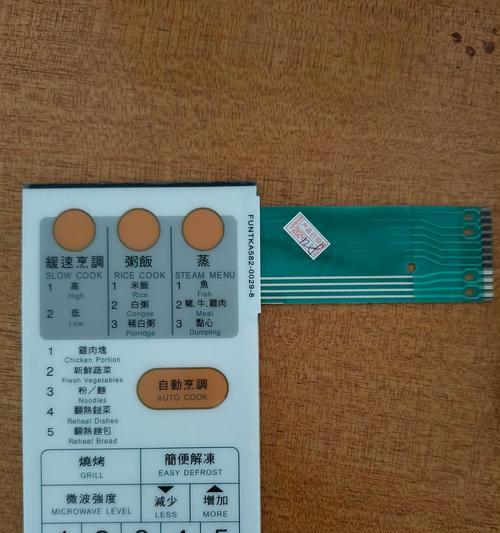 緩速烹調
SLOW COOK
1 高
High
2 低
Low
粥飯
RICE COOK
1 米飯
Rice
2 白粥
Congee
3 稀白粥
Porridge
蒸
STEAM MENU
1 魚
Fish
2 豬.牛.雞肉
Meat
3 點心
Dumpling
FUNTKA582-0029-8
1 雞肉塊
Chicken Portion
2 新鮮蔬菜
Fresh Vegetables
3 粉／麵
Noodles
4 翻熱餸菜
Reheat Dishes
5 翻熱麵包
Reheat Bread
自動烹調
AUTO COOK
燒烤
GRILL
簡便解凍
EASY DEFROST
微波強度
MICROWAVE LEVEL
減少
LESS
增加
MORE